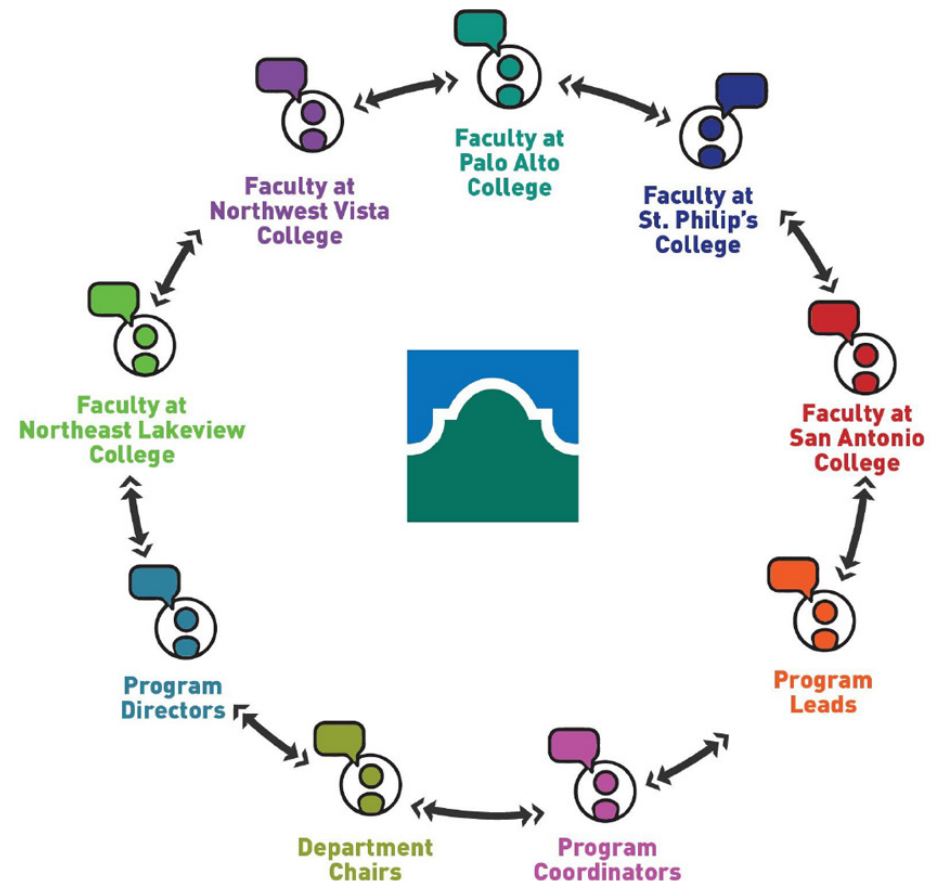 Faculty at
Palo Alto
College
Faculty at
Northwest Vista
College
Faculty at
St. Philip's
College
Faculty at
Northeast Lakeview
College
Faculty at
San Antonio
College
Program
Directors
Program
Leads
Department
Chairs
Program
Coordinators